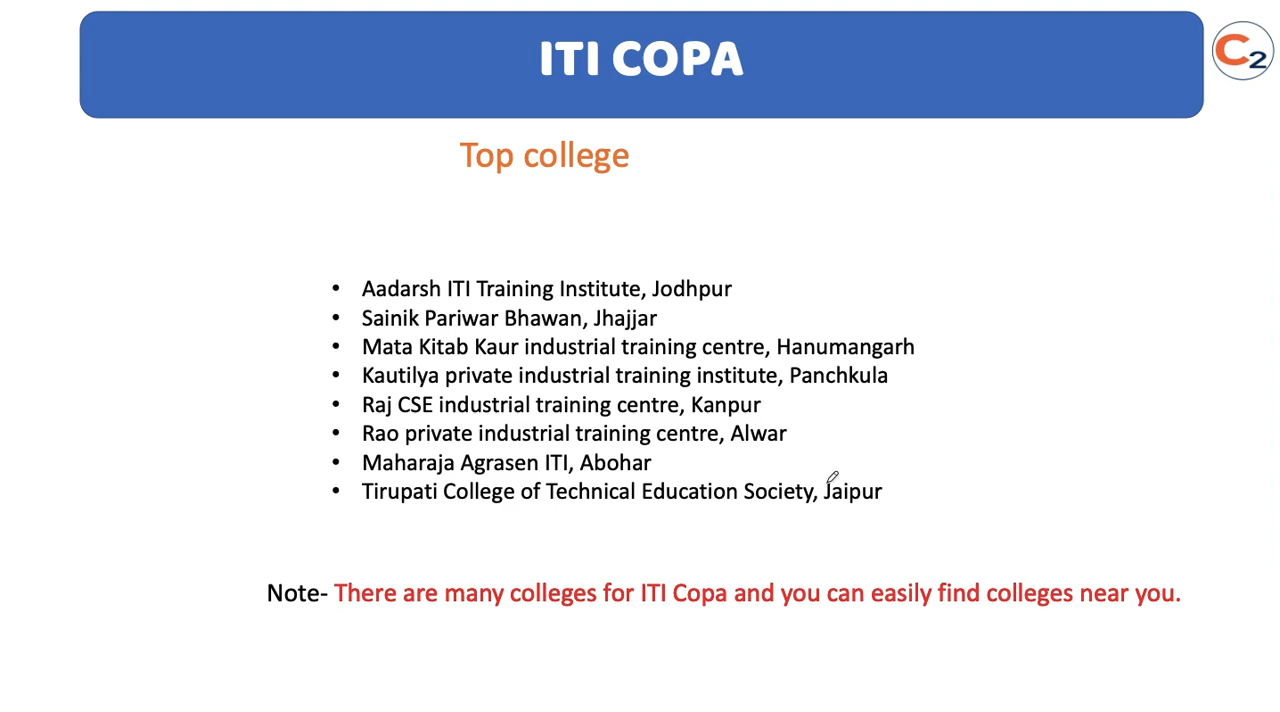 ITI COPA
C2
Top college
• Aadarsh ITI Training Institute, Jodhpur
• Sainik Pariwar Bhawan, Jhajjar
• Mata Kitab Kaur industrial training centre, Hanumangarh
• Kautilya private industrial training institute, Panchkula
• Raj CSE industrial training centre, Kanpur
• Rao private industrial training centre, Alwar
• Maharaja Agrasen ITI, Abohar
• Tirupati College of Technical Education Society, Jaipur
Note- There are many colleges for ITI Copa and you can easily find colleges near you.